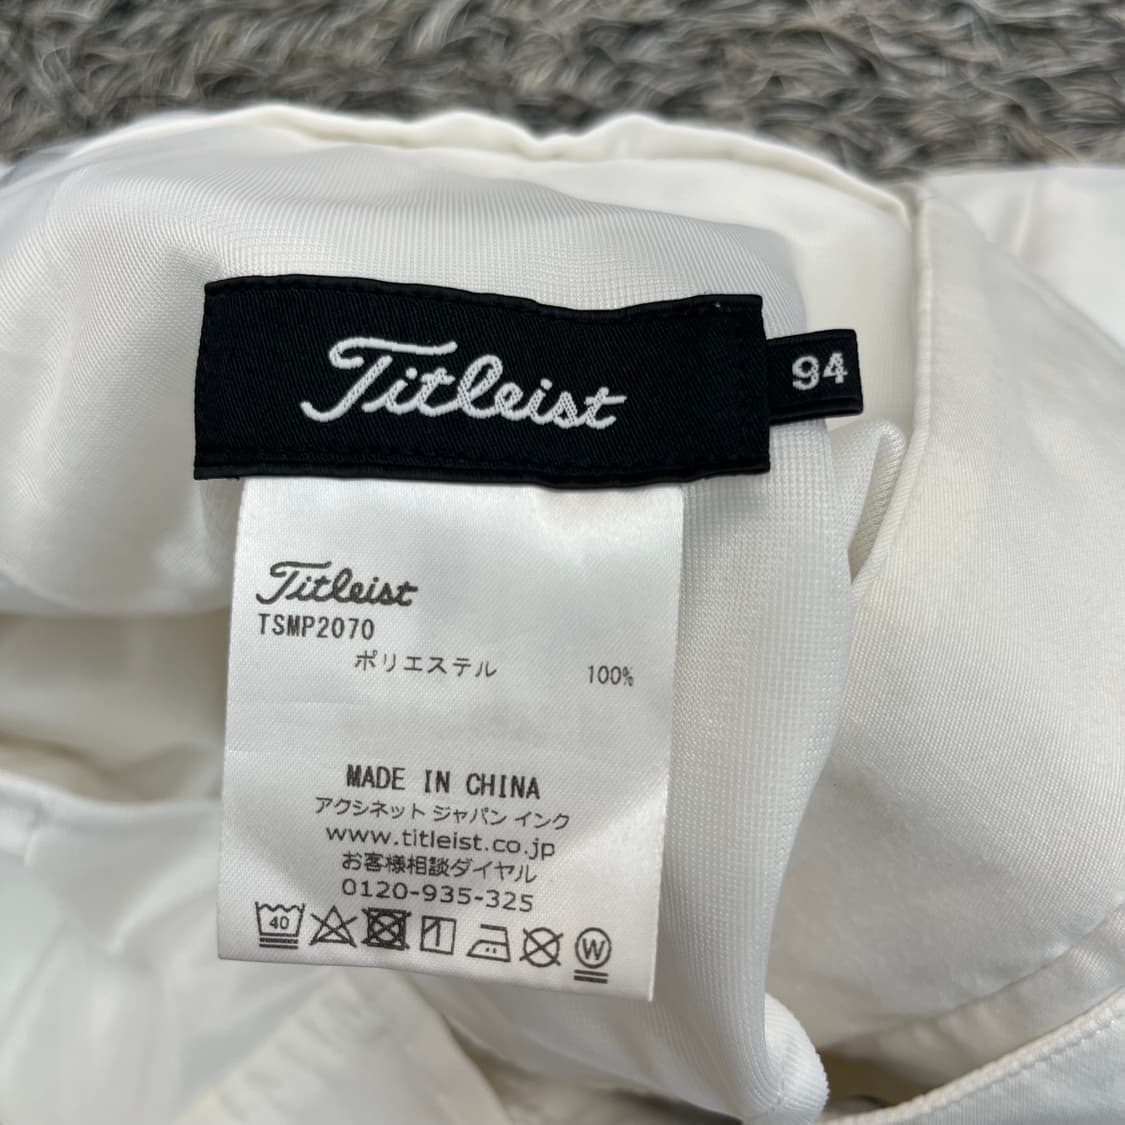 Titleist
94
Titleist
TSMP2070
ポリエステル 100%
MADE IN CHINA
アクシネット ジャパン インク
www.titleist.co.jp
お客様相談ダイヤル
0120-935-325
40
W